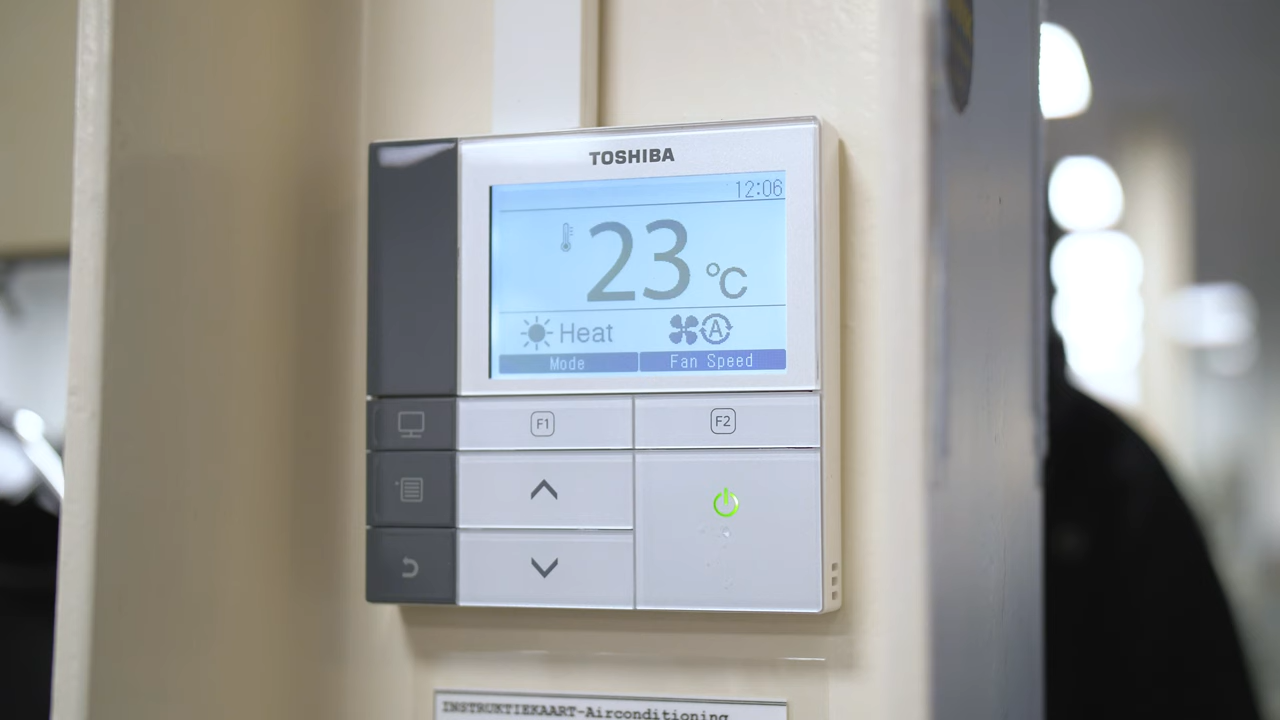 TOSHIBA
12:06
23 °C
Heat A
Mode Fan Speed
F1 F2
INSTRUKTIEKAART-Airconditioning